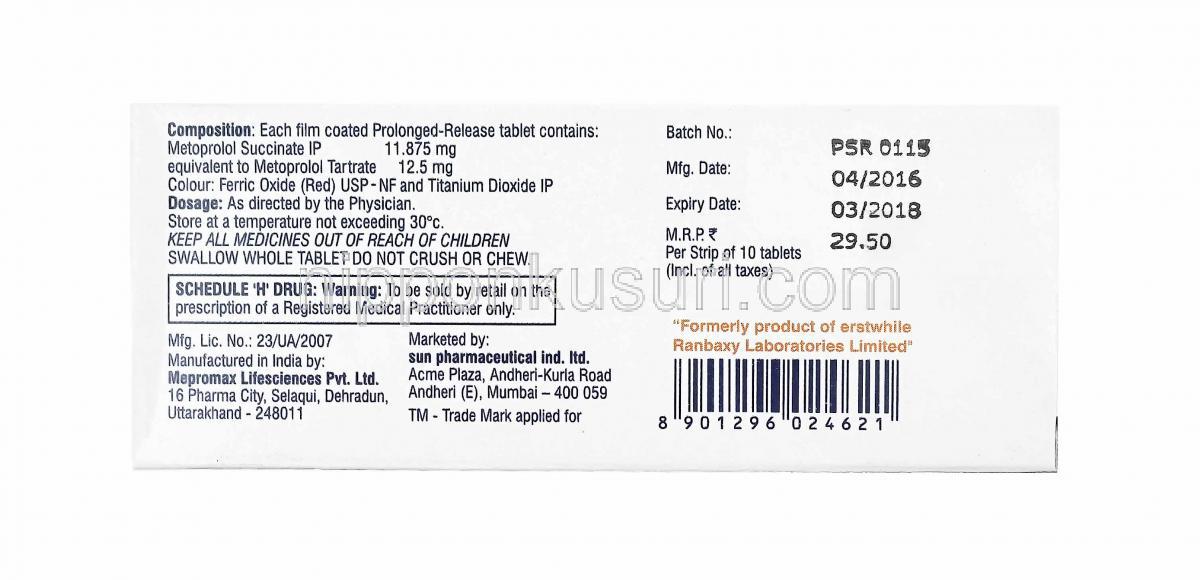 Composition: Each film coated Prolonged-Release tablet contains:
Metoprolol Succinate IP 11.875 mg
equivalent to Metoprolol Tartrate 12.5 mg
Colour: Ferric Oxide (Red) USP-NF and Titanium Dioxide IP
Dosage: As directed by the Physician.
Store at a temperature not exceeding 30°c.
KEEP ALL MEDICINES OUT OF REACH OF CHILDREN
SWALLOW WHOLE TABLET DO NOT CRUSH OR CHEW.
SCHEDULE 'H' DRUG: Warning: To be sold by retail on the
prescription of a Registered Medical Practitioner only.
Mfg. Lic. No.: 23/UA/2007
Manufactured in India by:
Mepromax Lifesciences Pvt. Ltd.
16 Pharma City, Selaqui, Dehradun,
Uttarakhand - 248011
Marketed by:
sun pharmaceutical ind. ltd.
Acme Plaza, Andheri-Kurla Road
Andheri (E), Mumbai – 400 059
TM - Trade Mark applied for
Batch No.: PSR 0115
Mfg. Date: 04/2016
Expiry Date: 03/2018
M.R.P. ₹ 29.50
Per Strip of 10 tablets
(Incl. of all taxes)
"Formerly product of erstwhile
Ranbaxy Laboratories Limited"
8 901296 024621
nipponkusuri.com